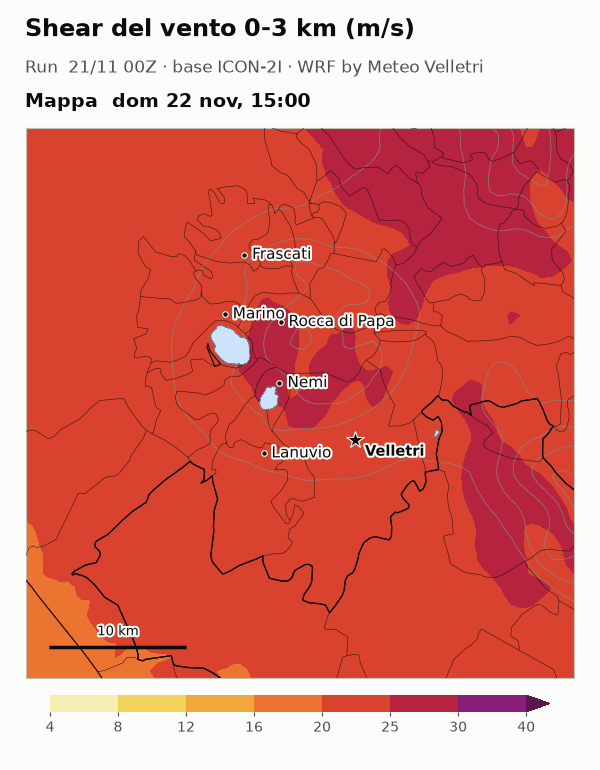 Shear del vento 0-3 km (m/s)
Run  21/11 00Z · base ICON-2I · WRF by Meteo Velletri
Mappa  dom 22 nov, 15:00
Frascati
Marino
Rocca di Papa
Nemi
Velletri
Lanuvio
10 km
4 8 12 16 20 25 30 40